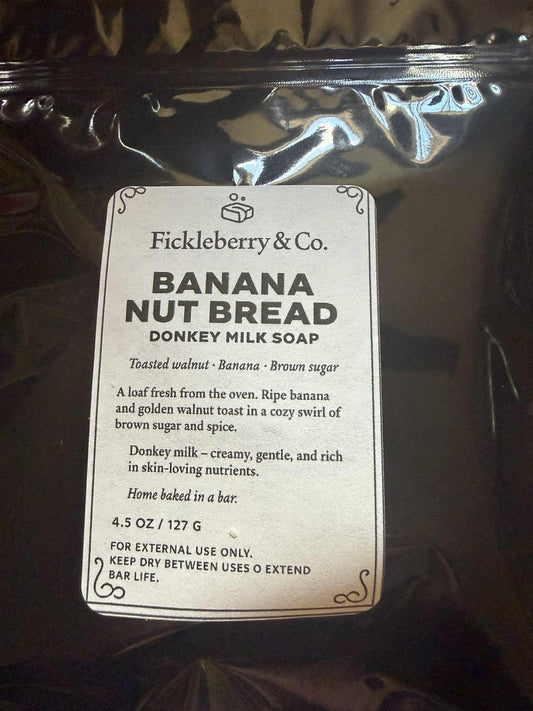 Fickleberry & Co.
BANANA
NUT BREAD
DONKEY MILK SOAP
Toasted walnut · Banana · Brown sugar
A loaf fresh from the oven. Ripe banana
and golden walnut toast in a cozy swirl of
brown sugar and spice.
Donkey milk – creamy, gentle, and rich
in skin-loving nutrients.
Home baked in a bar.
4.5 OZ / 127 G
FOR EXTERNAL USE ONLY.
KEEP DRY BETWEEN USES O EXTEND
BAR LIFE.